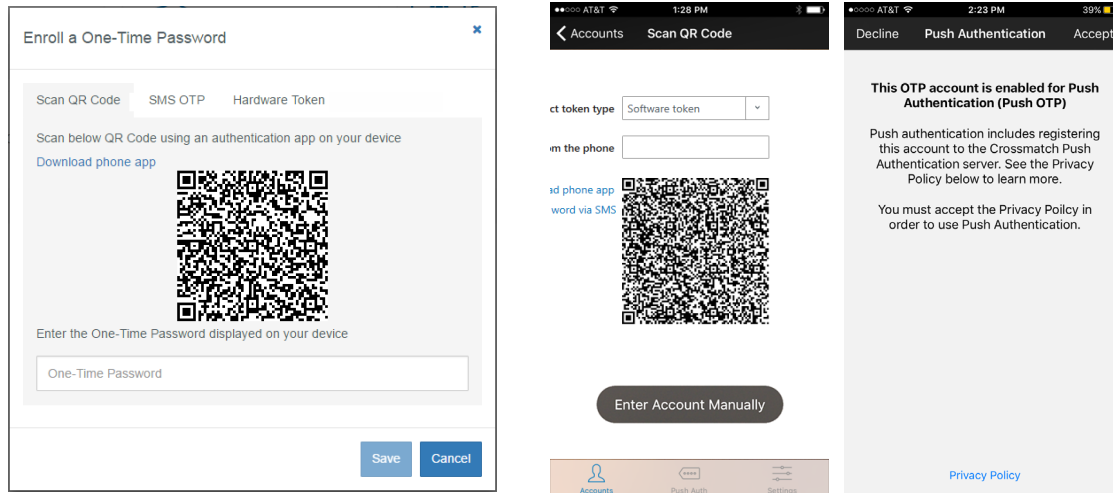 Enroll a One-Time Password
×
Scan QR Code SMS OTP Hardware Token
Scan below QR Code using an authentication app on your device
Download phone app
Enter the One-Time Password displayed on your device
One-Time Password
Save Cancel
AT&T 1:28 PM
Accounts Scan QR Code
ct token type Software token
om the phone
ad phone app
word via SMS
Enter Account Manually
Accounts Push Auth Settings
AT&T 2:23 PM 39%
Decline Push Authentication Accept
This OTP account is enabled for Push
Authentication (Push OTP)
Push authentication includes registering
this account to the Crossmatch Push
Authentication server. See the Privacy
Policy below to learn more.
You must accept the Privacy Poilcy in
order to use Push Authentication.
Privacy Policy